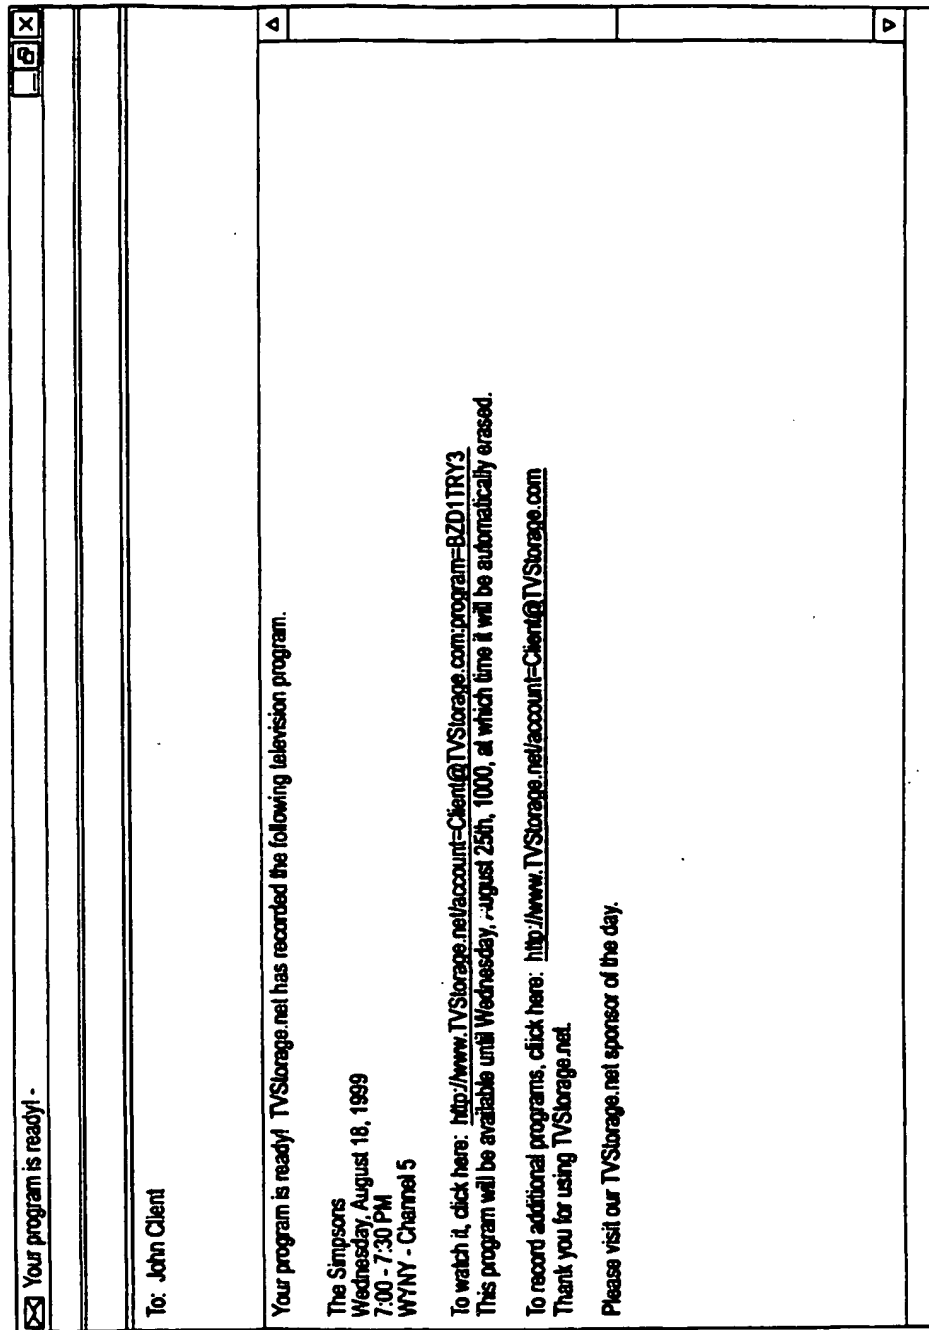 Your program is ready! -
To: John Client
Your program is ready! TVStorage.net has recorded the following television program.
The Simpsons
Wednesday, August 18, 1999
7:00 - 7:30 PM
WYNY - Channel 5
To watch it, click here: http://www.TVStorage.net/account=Client@TVStorage.com:program=BZD1TRY3
This program will be available until Wednesday, August 25th, 1000, at which time it will be automatically erased.
To record additional programs, click here: http://www.TVStorage.net/account=Client@TVStorage.com
Thank you for using TVStorage.net.
Please visit our TVStorage.net sponsor of the day.